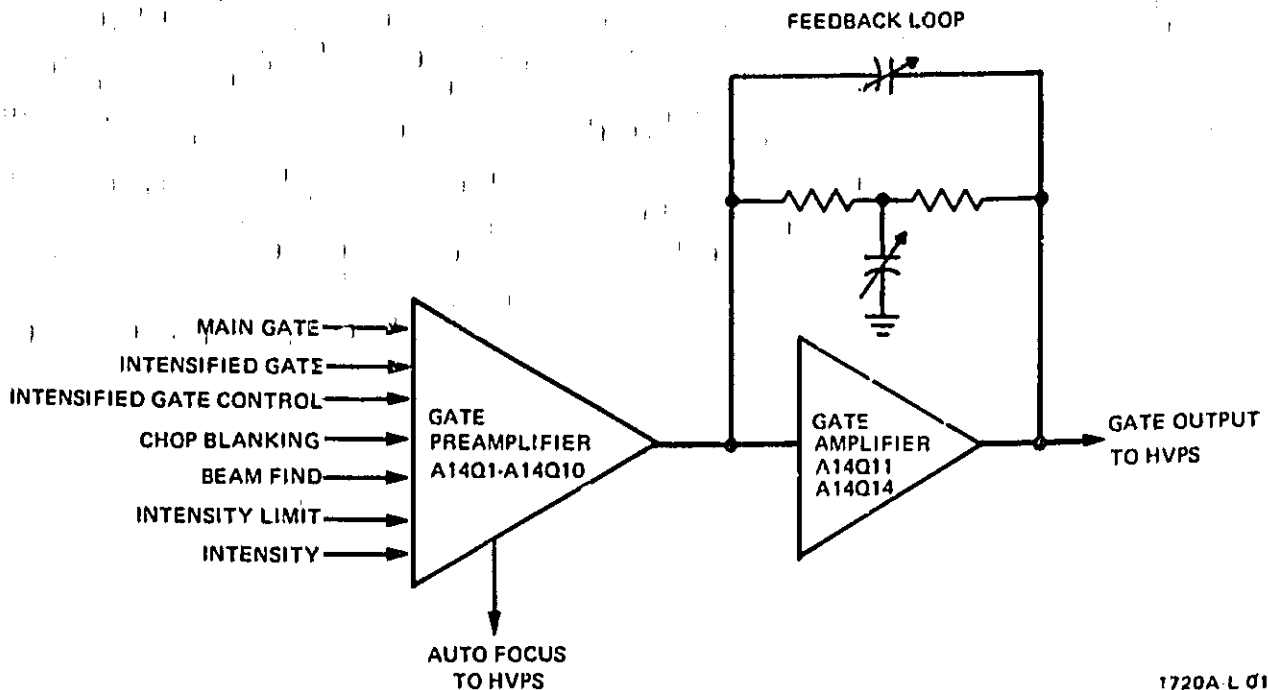 FEEDBACK LOOP
MAIN GATE
INTENSIFIED GATE
INTENSIFIED GATE CONTROL
CHOP BLANKING
BEAM FIND
INTENSITY LIMIT
INTENSITY
GATE
PREAMPLIFIER
A14Q1-A14Q10
GATE
AMPLIFIER
A14Q11
A14Q14
GATE OUTPUT
TO HVPS
AUTO FOCUS
TO HVPS
1720A-L 01